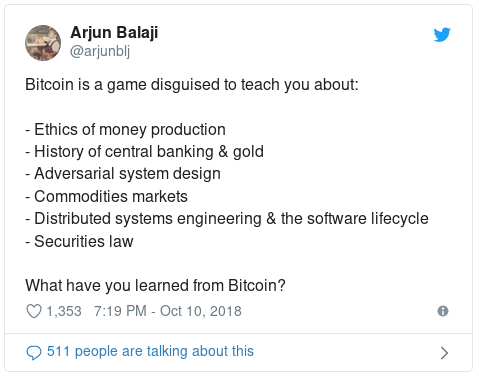 Arjun Balaji
@arjunblj
Bitcoin is a game disguised to teach you about:
- Ethics of money production
- History of central banking & gold
- Adversarial system design
- Commodities markets
- Distributed systems engineering & the software lifecycle
- Securities law
What have you learned from Bitcoin?
1,353 7:19 PM - Oct 10, 2018
511 people are talking about this